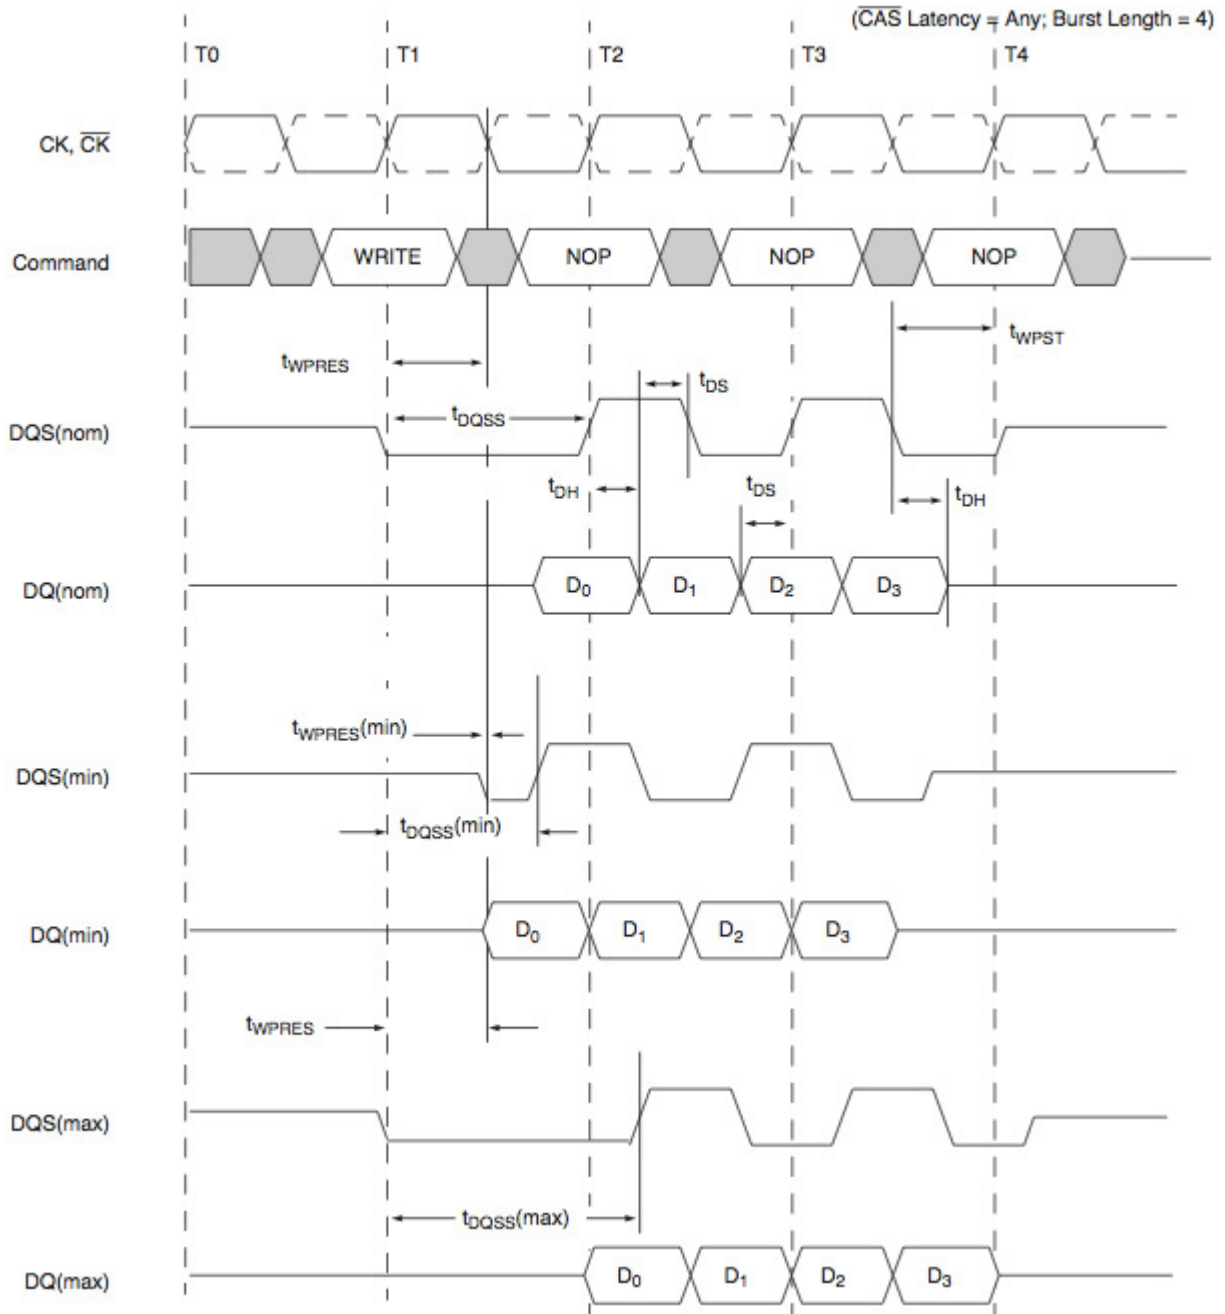 (C̅A̅S̅ Latency = Any; Burst Length = 4)
T0 T1 T2 T3 T4
CK, C̅K̅
Command WRITE NOP NOP NOP
tWPRES tWPST
tDS
tDQSS
DQS(nom)
tDH tDS tDH
DQ(nom) D0 D1 D2 D3
tWPRES(min)
DQS(min)
tDQSS(min)
DQ(min) D0 D1 D2 D3
tWPRES
DQS(max)
tDQSS(max)
DQ(max) D0 D1 D2 D3